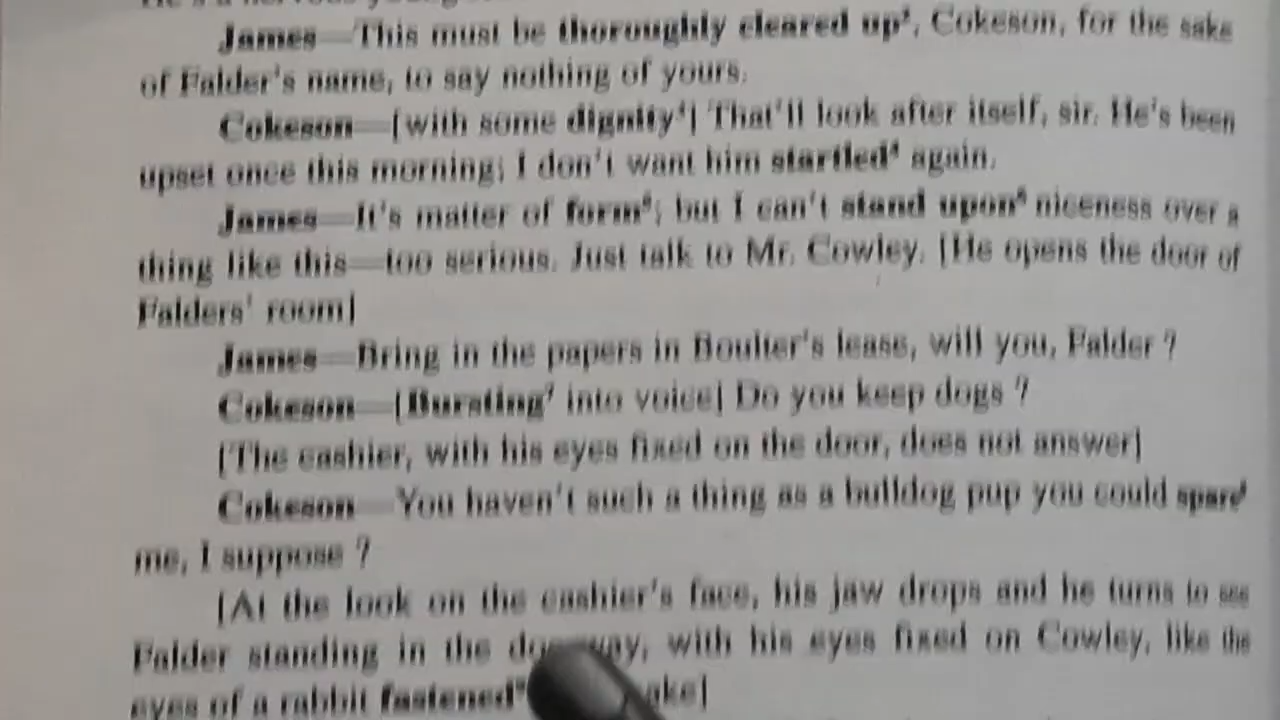 James—This must be thoroughly cleared up², Cokeson, for the sake
of Falder's name, to say nothing of yours.
Cokeson—[with some dignity³] That'll look after itself, sir. He's been
upset once this morning; I don't want him startled⁴ again.
James—It's matter of form⁵; but I can't stand upon⁶ niceness over a
thing like this—too serious. Just talk to Mr. Cowley. [He opens the door of
Falders' room]
James—Bring in the papers in Boulter's lease, will you, Falder ?
Cokeson—[Bursting⁷ into voice] Do you keep dogs ?
[The cashier, with his eyes fixed on the door, does not answer]
Cokeson—You haven't such a thing as a bulldog pup you could spare⁸
me, I suppose ?
[At the look on the cashier's face, his jaw drops and he turns to see
Falder standing in the doorway, with his eyes fixed on Cowley, like the
eyes of a rabbit fastened⁹ ake]